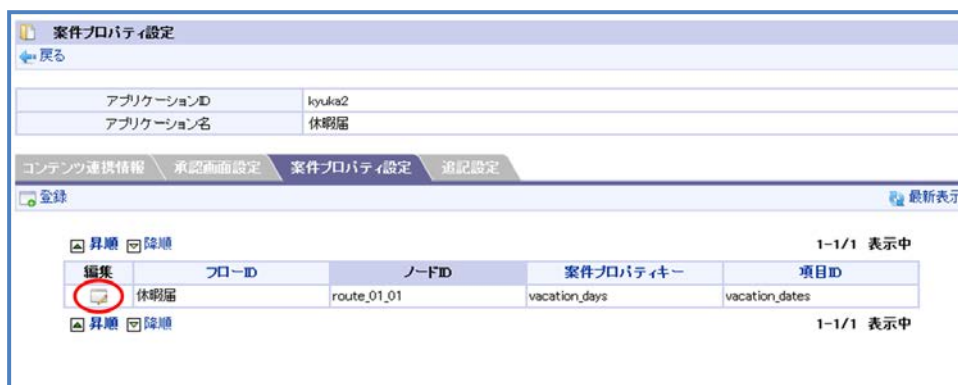 案件プロパティ設定
戻る
アプリケーションID kyuka2
アプリケーション名 休暇届
コンテンツ連携情報 承認画面設定 案件プロパティ設定 追記設定
登録 最新表示
昇順 降順 1-1/1 表示中
編集 フローID ノードID 案件プロパティキー 項目ID
休暇届 route_01_01 vacation_days vacation_dates
昇順 降順 1-1/1 表示中